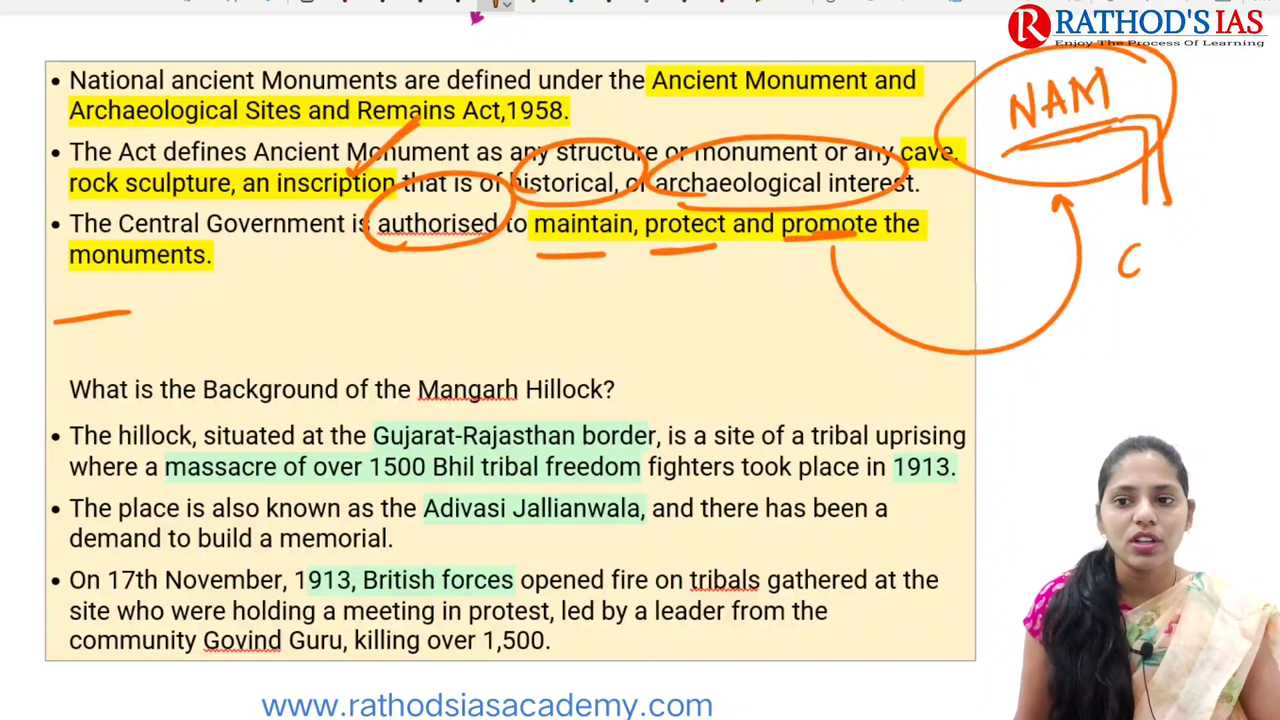 RATHOD'S IAS
Enjoy The Process Of Learning
• National ancient Monuments are defined under the Ancient Monument and
Archaeological Sites and Remains Act,1958.
NAM
• The Act defines Ancient Monument as any structure or monument or any cave,
rock sculpture, an inscription that is of historical, or archaeological interest.
• The Central Government is authorised to maintain, protect and promote the
monuments.
C
What is the Background of the Mangarh Hillock?
• The hillock, situated at the Gujarat-Rajasthan border, is a site of a tribal uprising
where a massacre of over 1500 Bhil tribal freedom fighters took place in 1913.
• The place is also known as the Adivasi Jallianwala, and there has been a
demand to build a memorial.
• On 17th November, 1913, British forces opened fire on tribals gathered at the
site who were holding a meeting in protest, led by a leader from the
community Govind Guru, killing over 1,500.
www.rathodsiasacademy.com